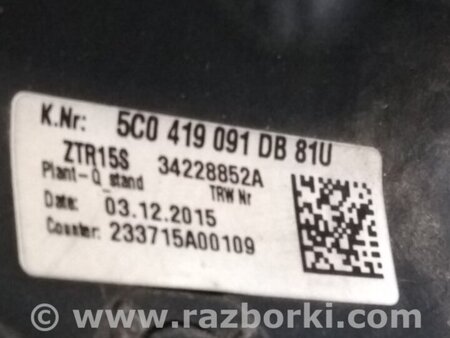 K.Nr: 5C0 419 091 DB 81U
ZTR15S 34228852A
Plant-Q_stand TRW Nr
Date: 03.12.2015
Counter: 233715A00109
© www.razborki.com